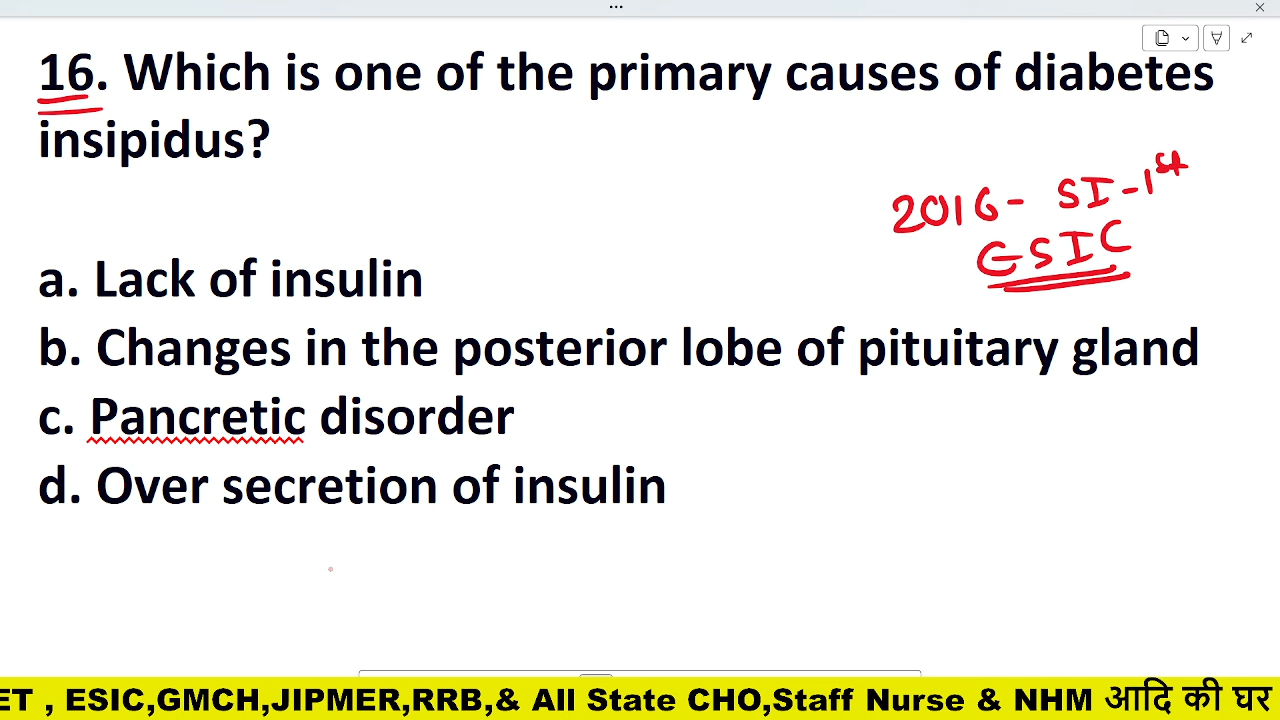 16. Which is one of the primary causes of diabetes
insipidus?
2016 - SI - 1st
GSIC
a. Lack of insulin
b. Changes in the posterior lobe of pituitary gland
c. Pancretic disorder
d. Over secretion of insulin
ET , ESIC,GMCH,JIPMER,RRB,& All State CHO,Staff Nurse & NHM आदि की घर